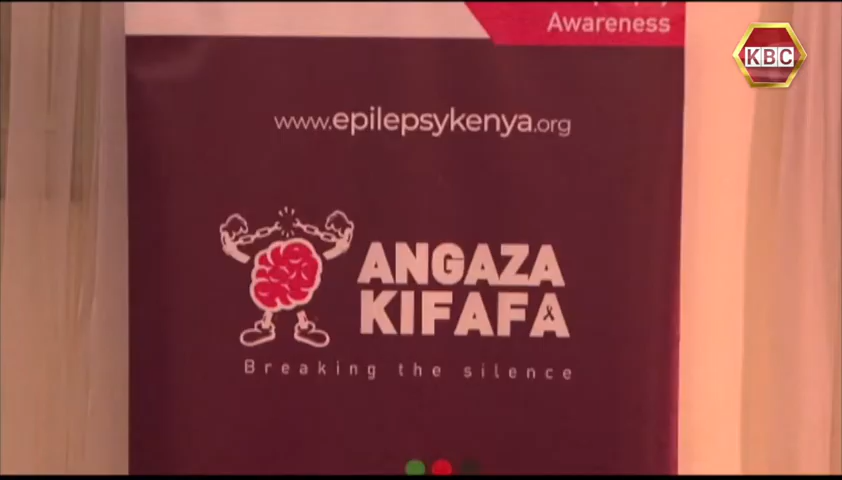 Awareness
KBC
www.epilepsykenya.org
ANGAZA
KIFAFA
Breaking the silence